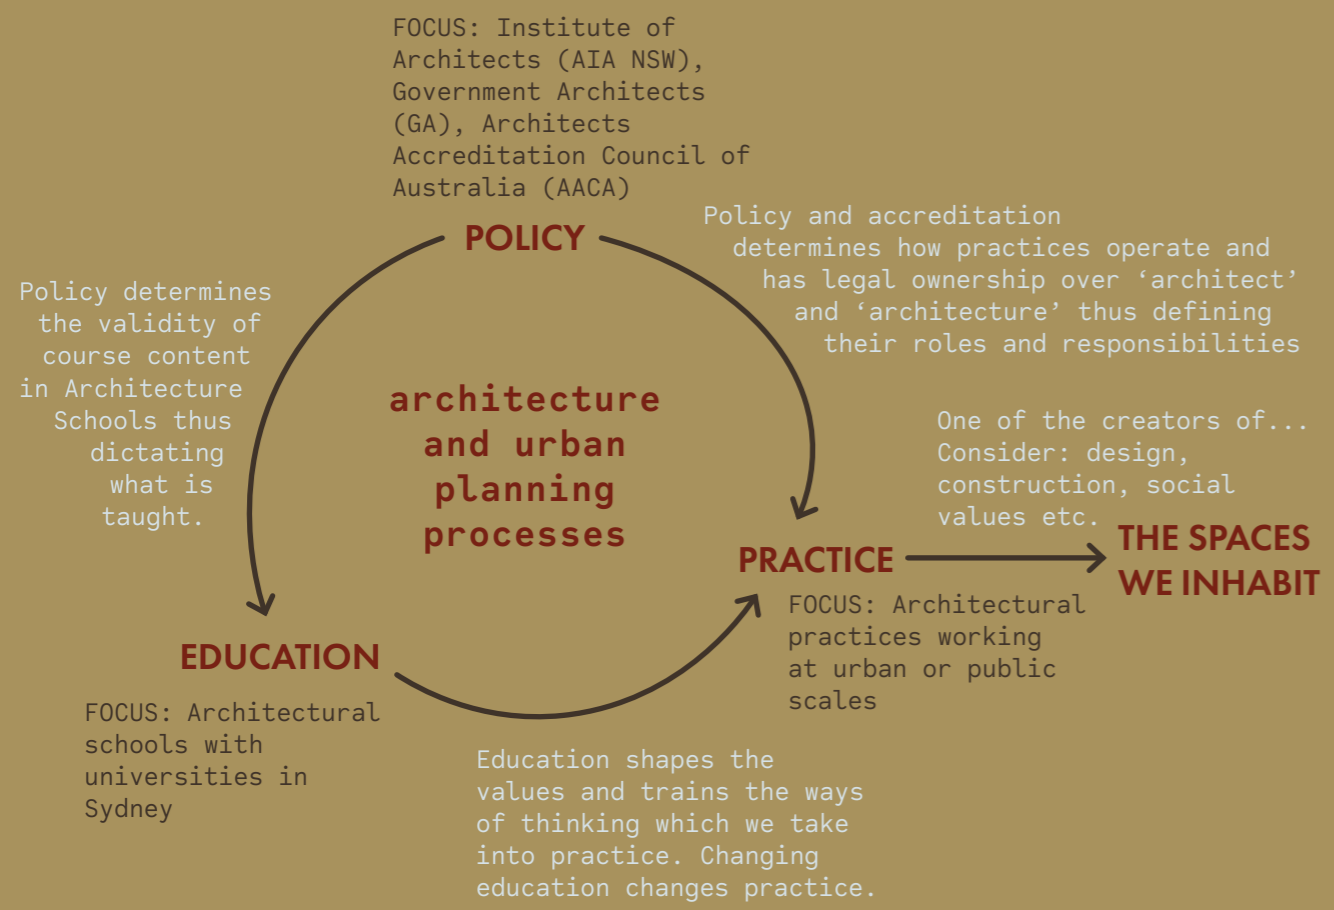 FOCUS: Institute of
Architects (AIA NSW),
Government Architects
(GA), Architects
Accreditation Council of
Australia (AACA)
POLICY
Policy and accreditation
determines how practices operate and
has legal ownership over ‘architect’
and ‘architecture’ thus defining
their roles and responsibilities
Policy determines
the validity of
course content
in Architecture
Schools thus
dictating
what is
taught.
architecture
and urban
planning
processes
One of the creators of...
Consider: design,
construction, social
values etc.
THE SPACES
WE INHABIT
PRACTICE
FOCUS: Architectural
practices working
at urban or public
scales
EDUCATION
FOCUS: Architectural
schools with
universities in
Sydney
Education shapes the
values and trains the ways
of thinking which we take
into practice. Changing
education changes practice.